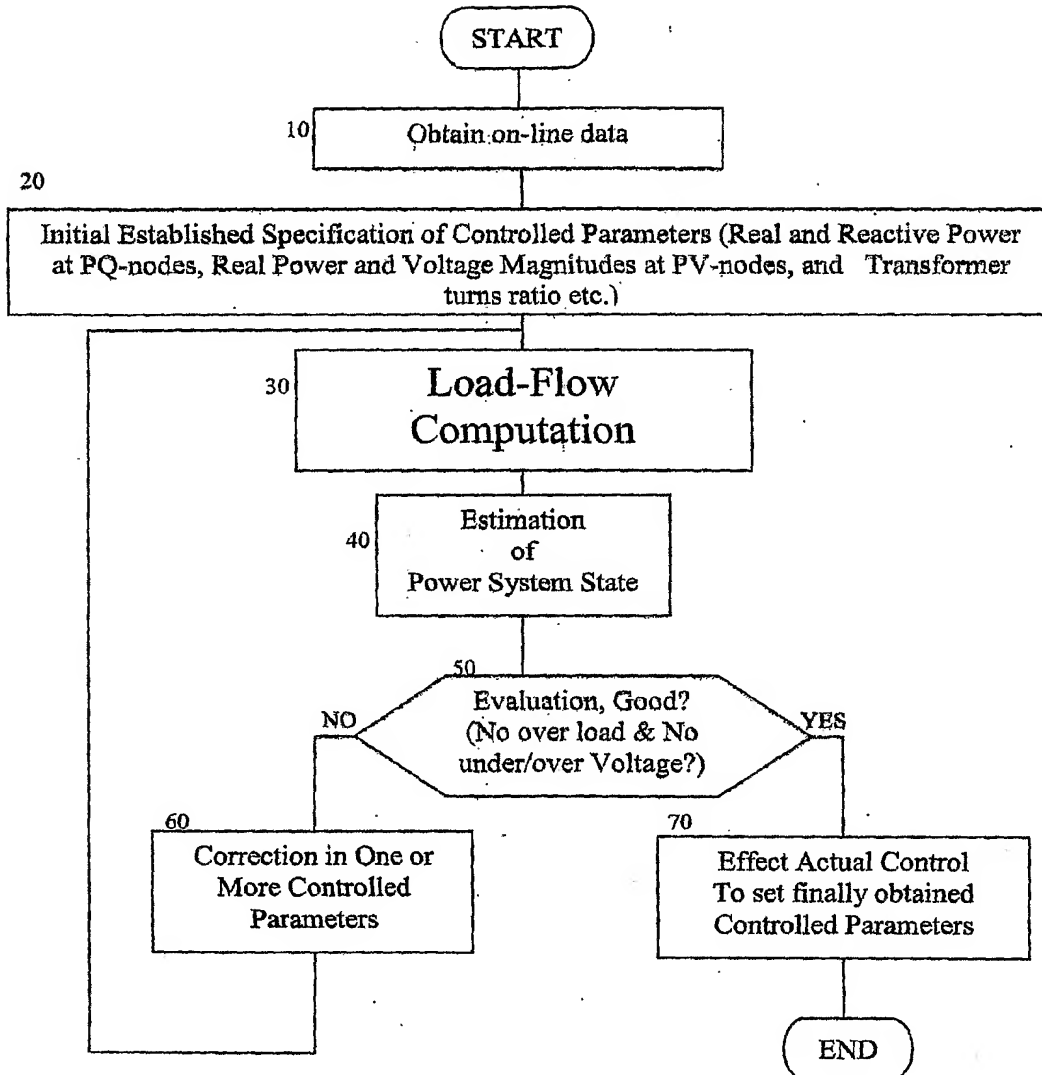 START
10
Obtain on-line data
20
Initial Established Specification of Controlled Parameters (Real and Reactive Power
at PQ-nodes, Real Power and Voltage Magnitudes at PV-nodes, and Transformer
turns ratio etc.)
30
Load-Flow
Computation
40
Estimation
of
Power System State
50
Evaluation, Good?
(No over load & No
under/over Voltage?)
NO
YES
60
Correction in One or
More Controlled
Parameters
70
Effect Actual Control
To set finally obtained
Controlled Parameters
END